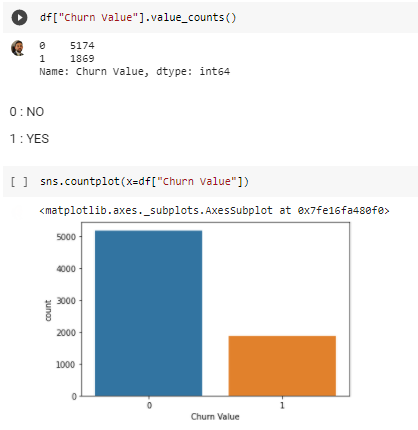 df["Churn Value"].value_counts()
0    5174
1    1869
Name: Churn Value, dtype: int64
0 : NO
1 : YES
[ ] sns.countplot(x=df["Churn Value"])
<matplotlib.axes._subplots.AxesSubplot at 0x7fe16fa480f0>
5000
4000
3000
2000
1000
0
count
0 1
Churn Value